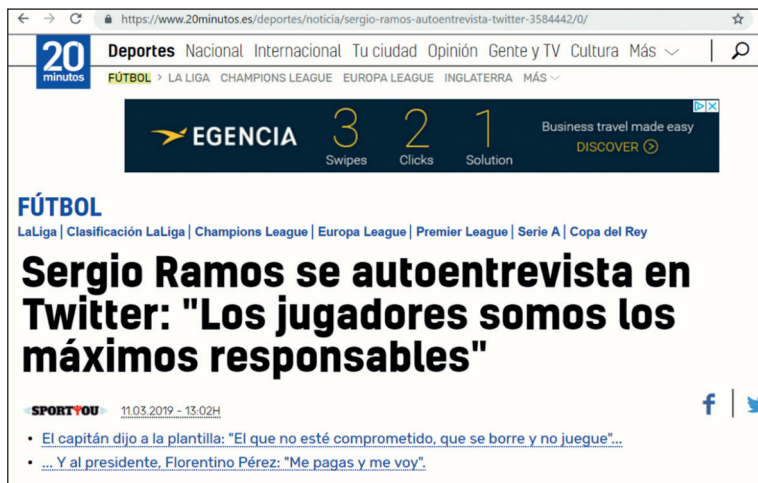 https://www.20minutos.es/deportes/noticia/sergio-ramos-autoentrevista-twitter-3584442/0/
20
minutos
Deportes Nacional Internacional Tu ciudad Opinión Gente y TV Cultura Más
FÚTBOL > LA LIGA CHAMPIONS LEAGUE EUROPA LEAGUE INGLATERRA MÁS
EGENCIA
3 Swipes
2 Clicks
1 Solution
Business travel made easy
DISCOVER
FÚTBOL
LaLiga | Clasificación LaLiga | Champions League | Europa League | Premier League | Serie A | Copa del Rey
Sergio Ramos se autoentrevista en
Twitter: "Los jugadores somos los
máximos responsables"
SPORTYOU 11.03.2019 - 13:02H
• El capitán dijo a la plantilla: "El que no esté comprometido, que se borre y no juegue"...
• ... Y al presidente, Florentino Pérez: "Me pagas y me voy".